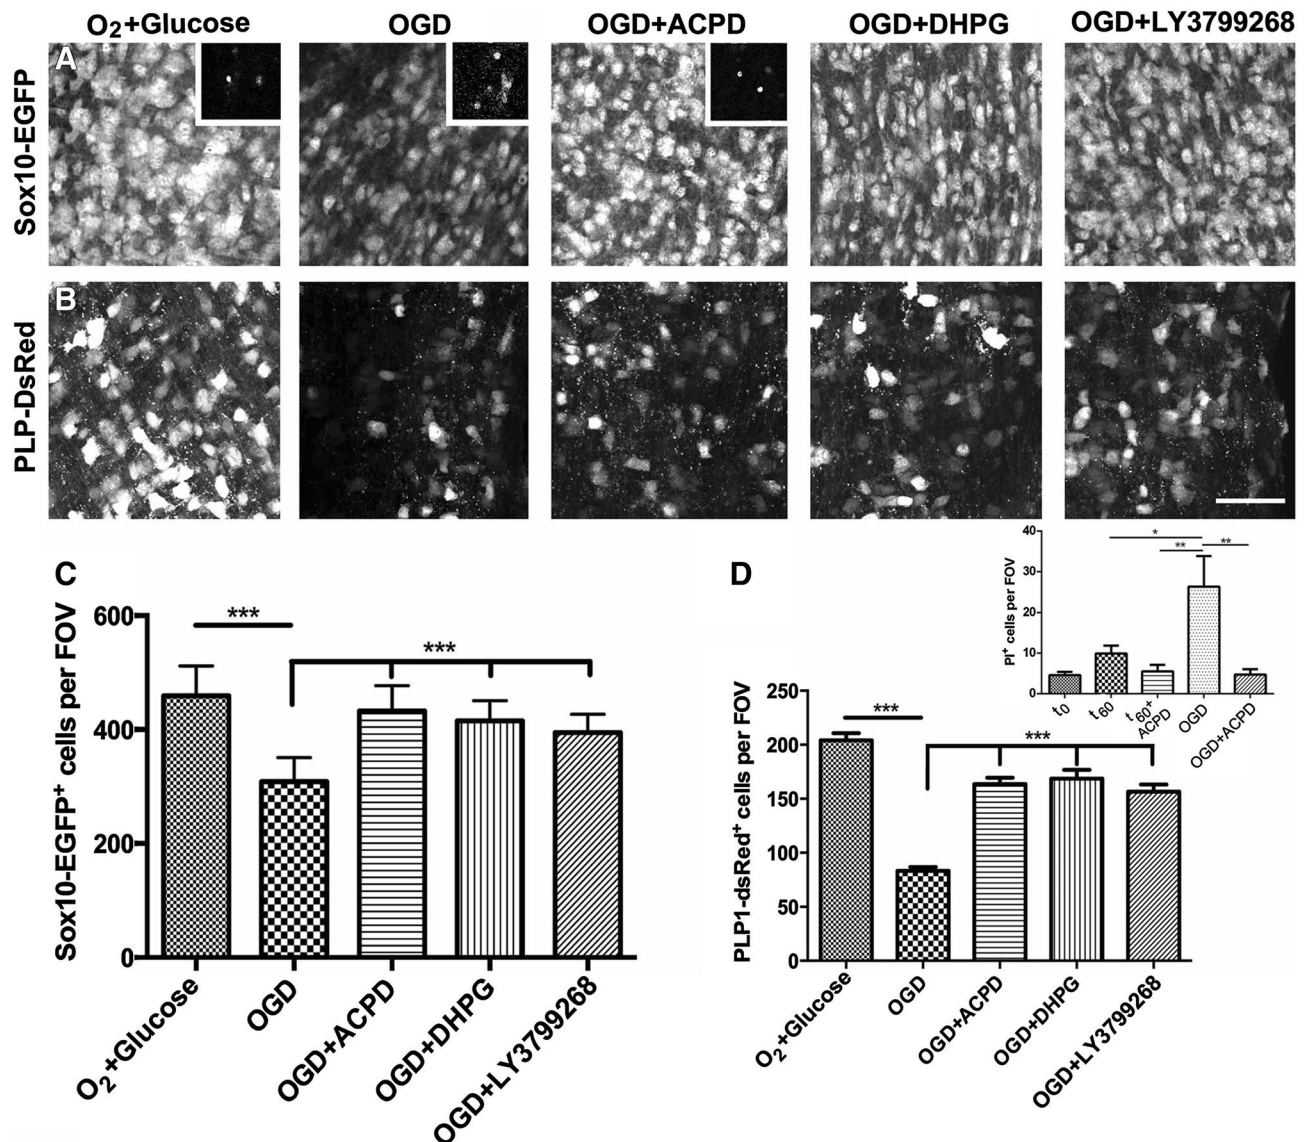 O2+Glucose OGD OGD+ACPD OGD+DHPG OGD+LY3799268
Sox10-EGFP
A
PLP-DsRed
B
C
Sox10-EGFP+ cells per FOV
600
400
200
0
***
***
O2+Glucose
OGD
OGD+ACPD
OGD+DHPG
OGD+LY3799268
D
PI+ cells per FOV
40
30
20
10
0
*
**
**
t0
t60
t60+
ACPD
OGD
OGD+ACPD
PLP1-dsRed+ cells per FOV
250
200
150
100
50
0
***
***
O2+Glucose
OGD
OGD+ACPD
OGD+DHPG
OGD+LY3799268